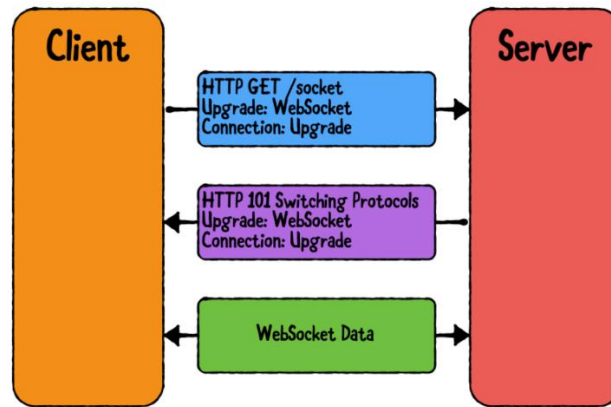 Client
Server
HTTP GET /socket
Upgrade: WebSocket
Connection: Upgrade
HTTP 101 Switching Protocols
Upgrade: WebSocket
Connection: Upgrade
WebSocket Data